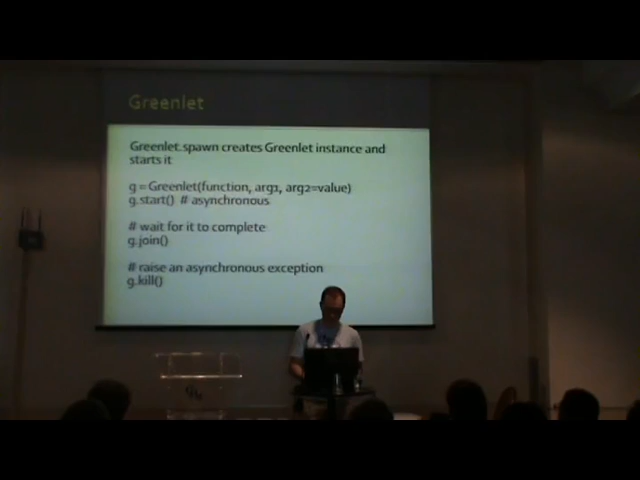 Greenlet
Greenlet.spawn creates Greenlet instance and
starts it
g = Greenlet(function, arg1, arg2=value)
g.start() # asynchronous
# wait for it to complete
g.join()
# raise an asynchronous exception
g.kill()